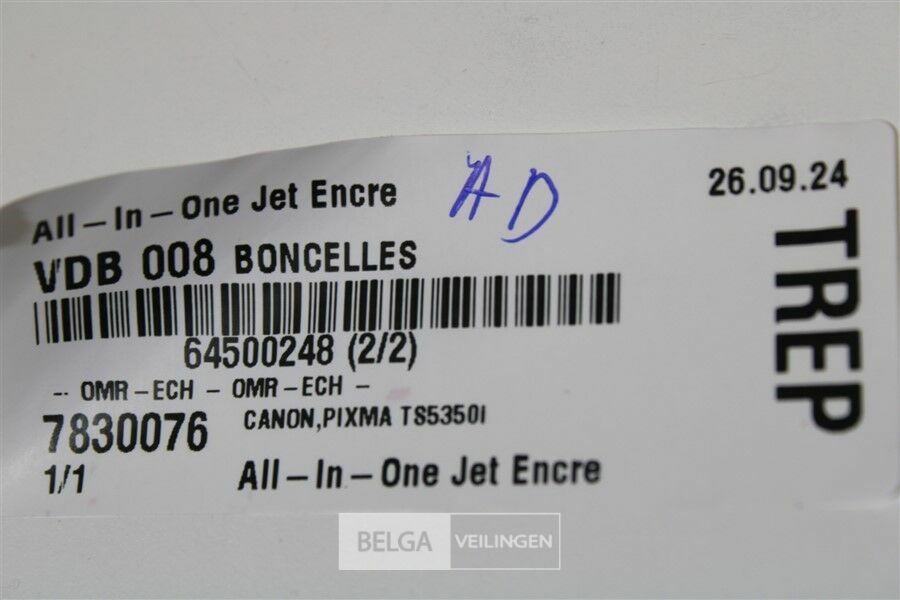 All-In-One Jet Encre
AD
26.09.24
VDB 008 BONCELLES
TREP
64500248 (2/2)
-- OMR-ECH - OMR-ECH -
7830076
CANON,PIXMA TS5350I
1/1
All-In-One Jet Encre
BELGA VEILINGEN